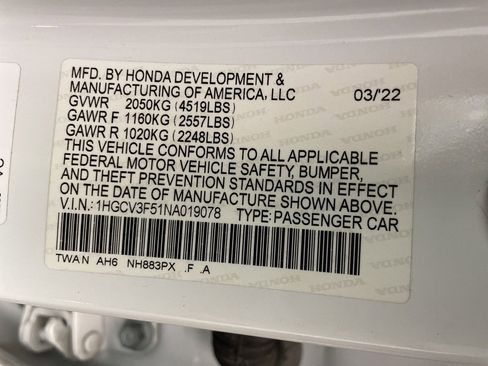 MFD. BY HONDA DEVELOPMENT &
MANUFACTURING OF AMERICA, LLC 03/22
GVWR 2050KG (4519LBS)
GAWR F 1160KG (2557LBS)
GAWR R 1020KG (2248LBS)
THIS VEHICLE CONFORMS TO ALL APPLICABLE
FEDERAL MOTOR VEHICLE SAFETY, BUMPER,
AND THEFT PREVENTION STANDARDS IN EFFECT
ON THE DATE OF MANUFACTURE SHOWN ABOVE.
V.I.N.: 1HGCV3F51NA019078 TYPE: PASSENGER CAR
TWA N AH6 NH883PX .F .A